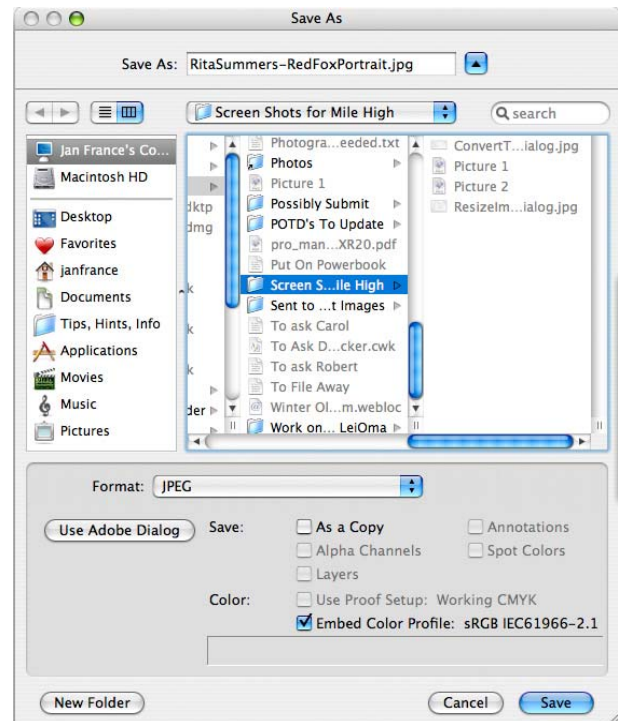 Save As
Save As: RitaSummers-RedFoxPortrait.jpg
Screen Shots for Mile High
search
Jan France's Co...
Macintosh HD
Desktop
Favorites
janfrance
Documents
Tips, Hints, Info
Applications
Movies
Music
Pictures
dktp
dmg
k
k
k
der
Photogra...eeded.txt
Photos
Picture 1
Possibly Submit
POTD's To Update
pro_man...XR20.pdf
Put On Powerbook
Screen S...ile High
Sent to ...t Images
To ask Carol
To Ask D...cker.cwk
To ask Robert
To File Away
Winter Ol...m.webloc
Work on... LeiOma
ConvertT...ialog.jpg
Picture 1
Picture 2
ResizeIm...ialog.jpg
Format: JPEG
Use Adobe Dialog
Save: As a Copy Annotations
Alpha Channels Spot Colors
Layers
Color: Use Proof Setup: Working CMYK
Embed Color Profile: sRGB IEC61966-2.1
New Folder Cancel Save